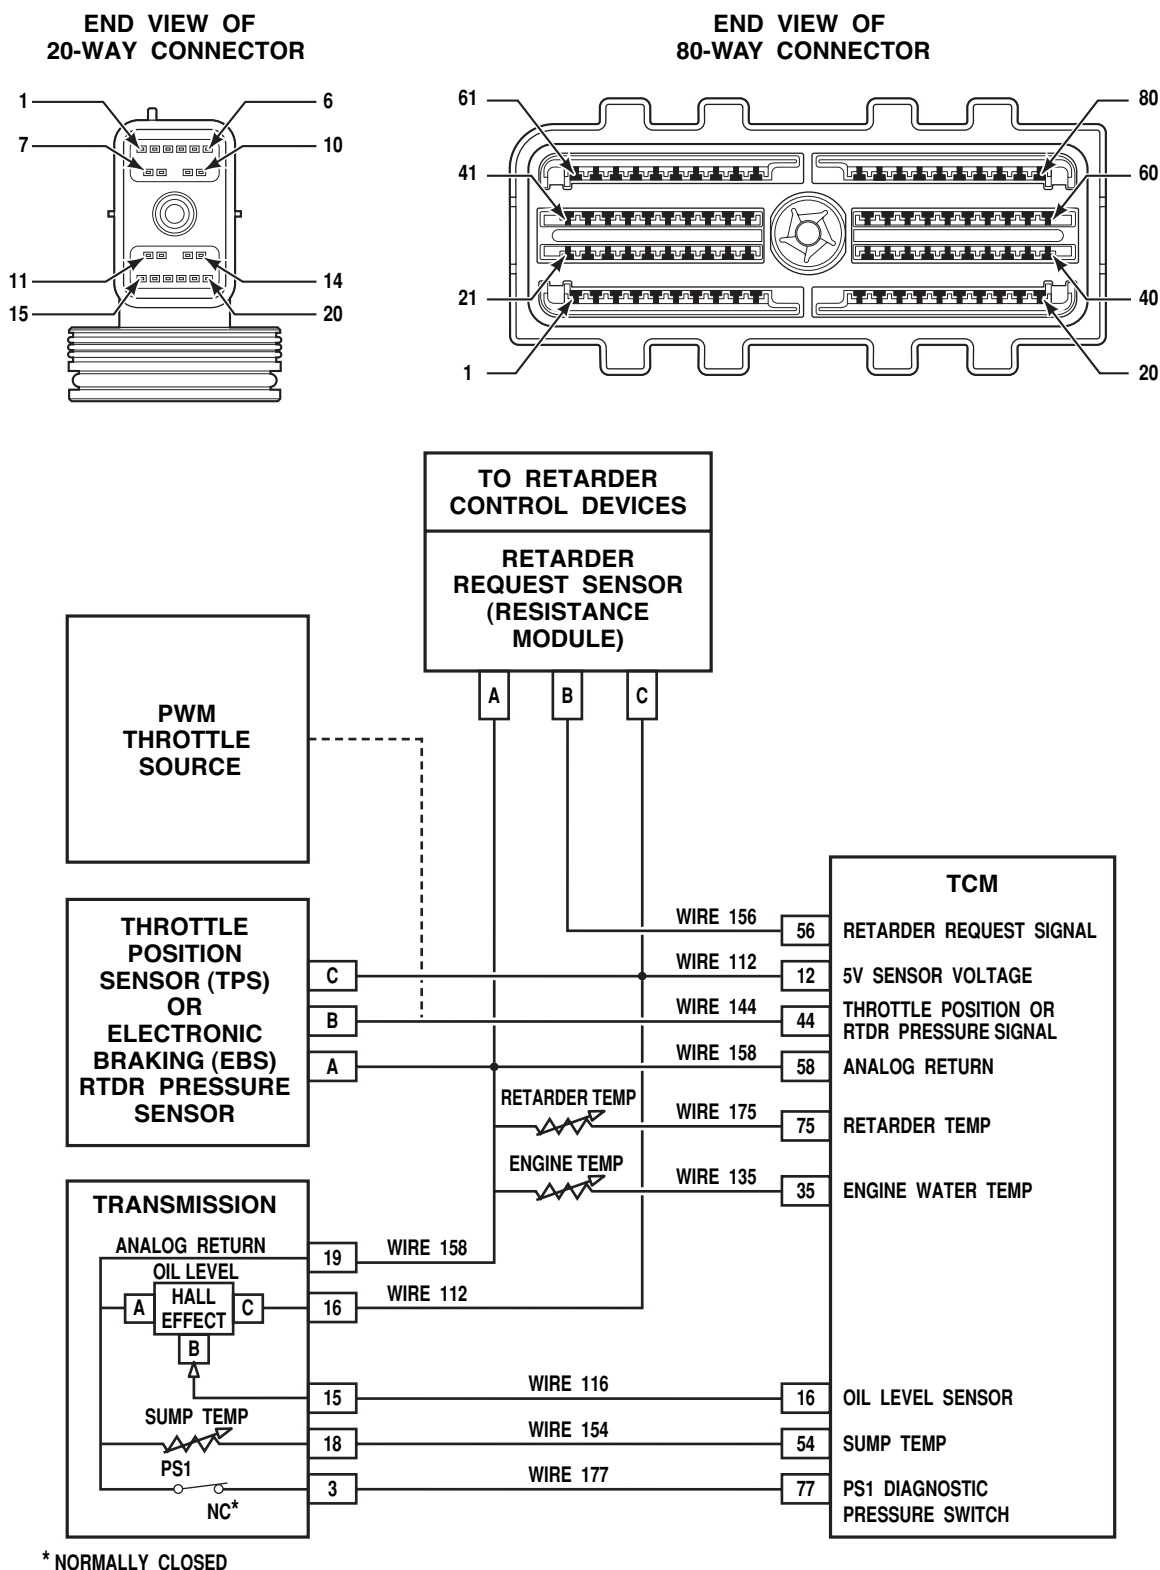 END VIEW OF
20-WAY CONNECTOR
1
6
7
10
11
14
15
20
END VIEW OF
80-WAY CONNECTOR
61
80
41
60
21
40
1
20
TO RETARDER
CONTROL DEVICES
RETARDER
REQUEST SENSOR
(RESISTANCE
MODULE)
A
B
C
PWM
THROTTLE
SOURCE
THROTTLE
POSITION
SENSOR (TPS)
OR
ELECTRONIC
BRAKING (EBS)
RTDR PRESSURE
SENSOR
C
B
A
TCM
WIRE 156
56
RETARDER REQUEST SIGNAL
WIRE 112
12
5V SENSOR VOLTAGE
WIRE 144
44
THROTTLE POSITION OR
RTDR PRESSURE SIGNAL
WIRE 158
58
ANALOG RETURN
RETARDER TEMP
WIRE 175
75
RETARDER TEMP
ENGINE TEMP
WIRE 135
35
ENGINE WATER TEMP
TRANSMISSION
ANALOG RETURN
19
WIRE 158
OIL LEVEL
A
HALL
EFFECT
C
16
WIRE 112
B
15
WIRE 116
16
OIL LEVEL SENSOR
SUMP TEMP
18
WIRE 154
54
SUMP TEMP
PS1
NC*
3
WIRE 177
77
PS1 DIAGNOSTIC
PRESSURE SWITCH
* NORMALLY CLOSED